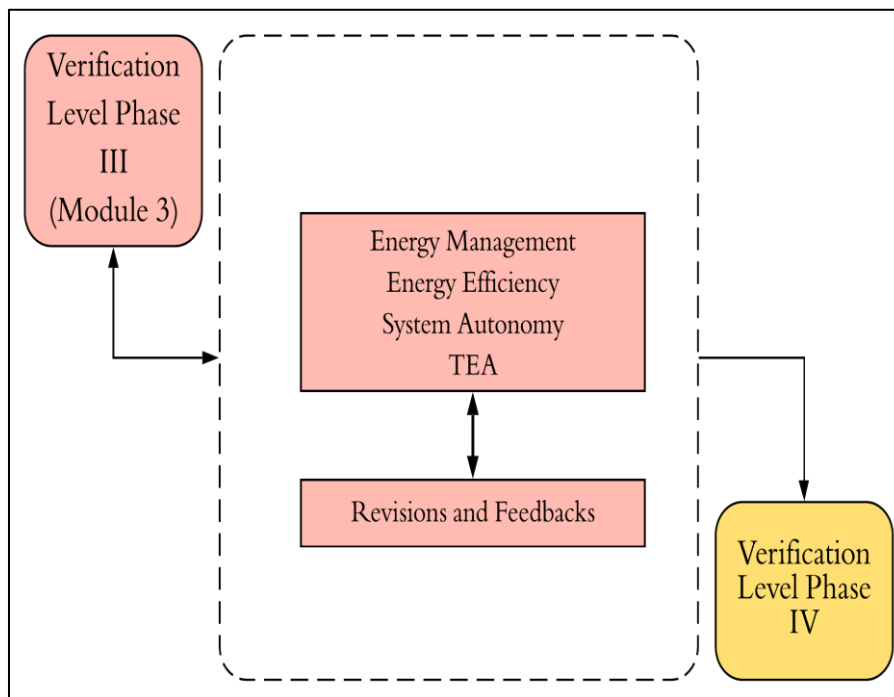 Verification
Level Phase
III
(Module 3)
Energy Management
Energy Efficiency
System Autonomy
TEA
Revisions and Feedbacks
Verification
Level Phase
IV